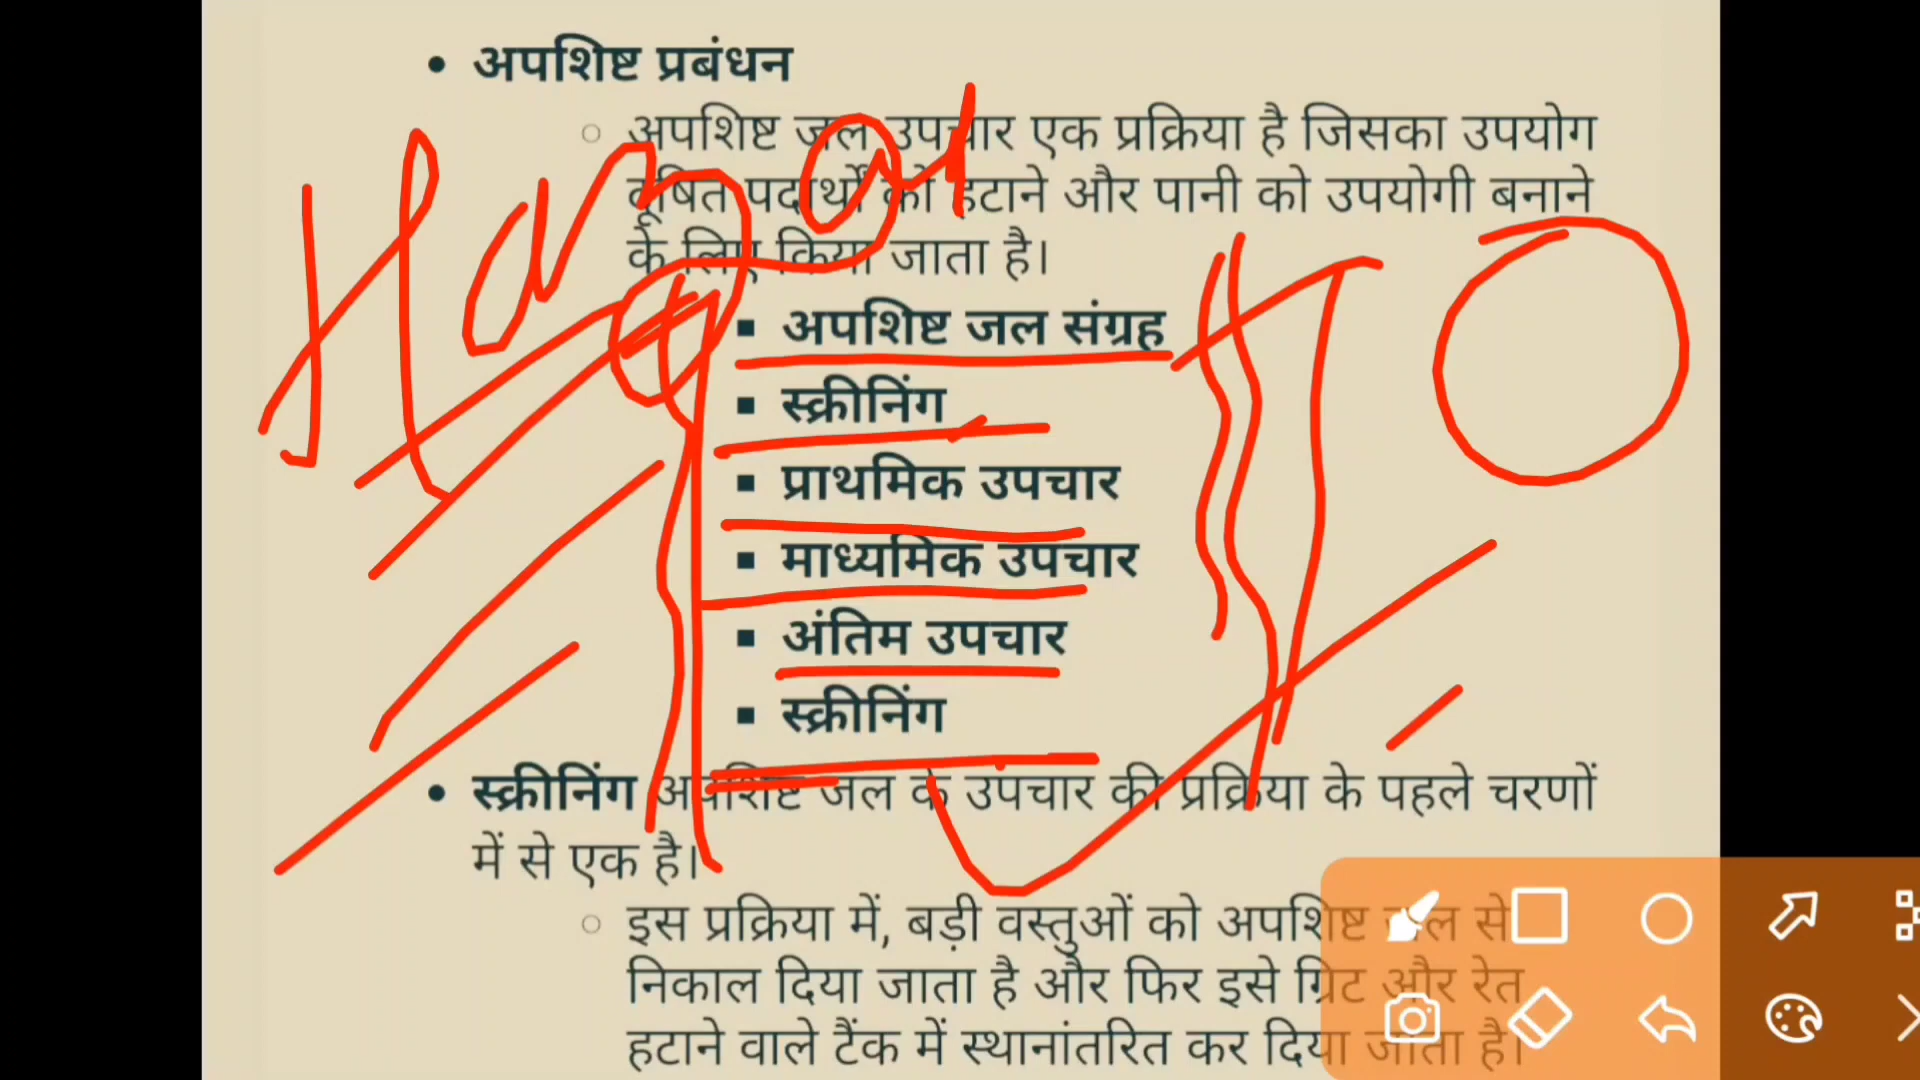 • अपशिष्ट प्रबंधन
○ अपशिष्ट जल उपचार एक प्रक्रिया है जिसका उपयोग
दूषित पदार्थों को हटाने और पानी को उपयोगी बनाने
के लिए किया जाता है।
▪ अपशिष्ट जल संग्रह
▪ स्क्रीनिंग
▪ प्राथमिक उपचार
▪ माध्यमिक उपचार
▪ अंतिम उपचार
▪ स्क्रीनिंग
• स्क्रीनिंग अपशिष्ट जल के उपचार की प्रक्रिया के पहले चरणों
में से एक है।
○ इस प्रक्रिया में, बड़ी वस्तुओं को अपशिष्ट जल से
निकाल दिया जाता है और फिर इसे ग्रिट और रेत
हटाने वाले टैंक में स्थानांतरित कर दिया जाता है।